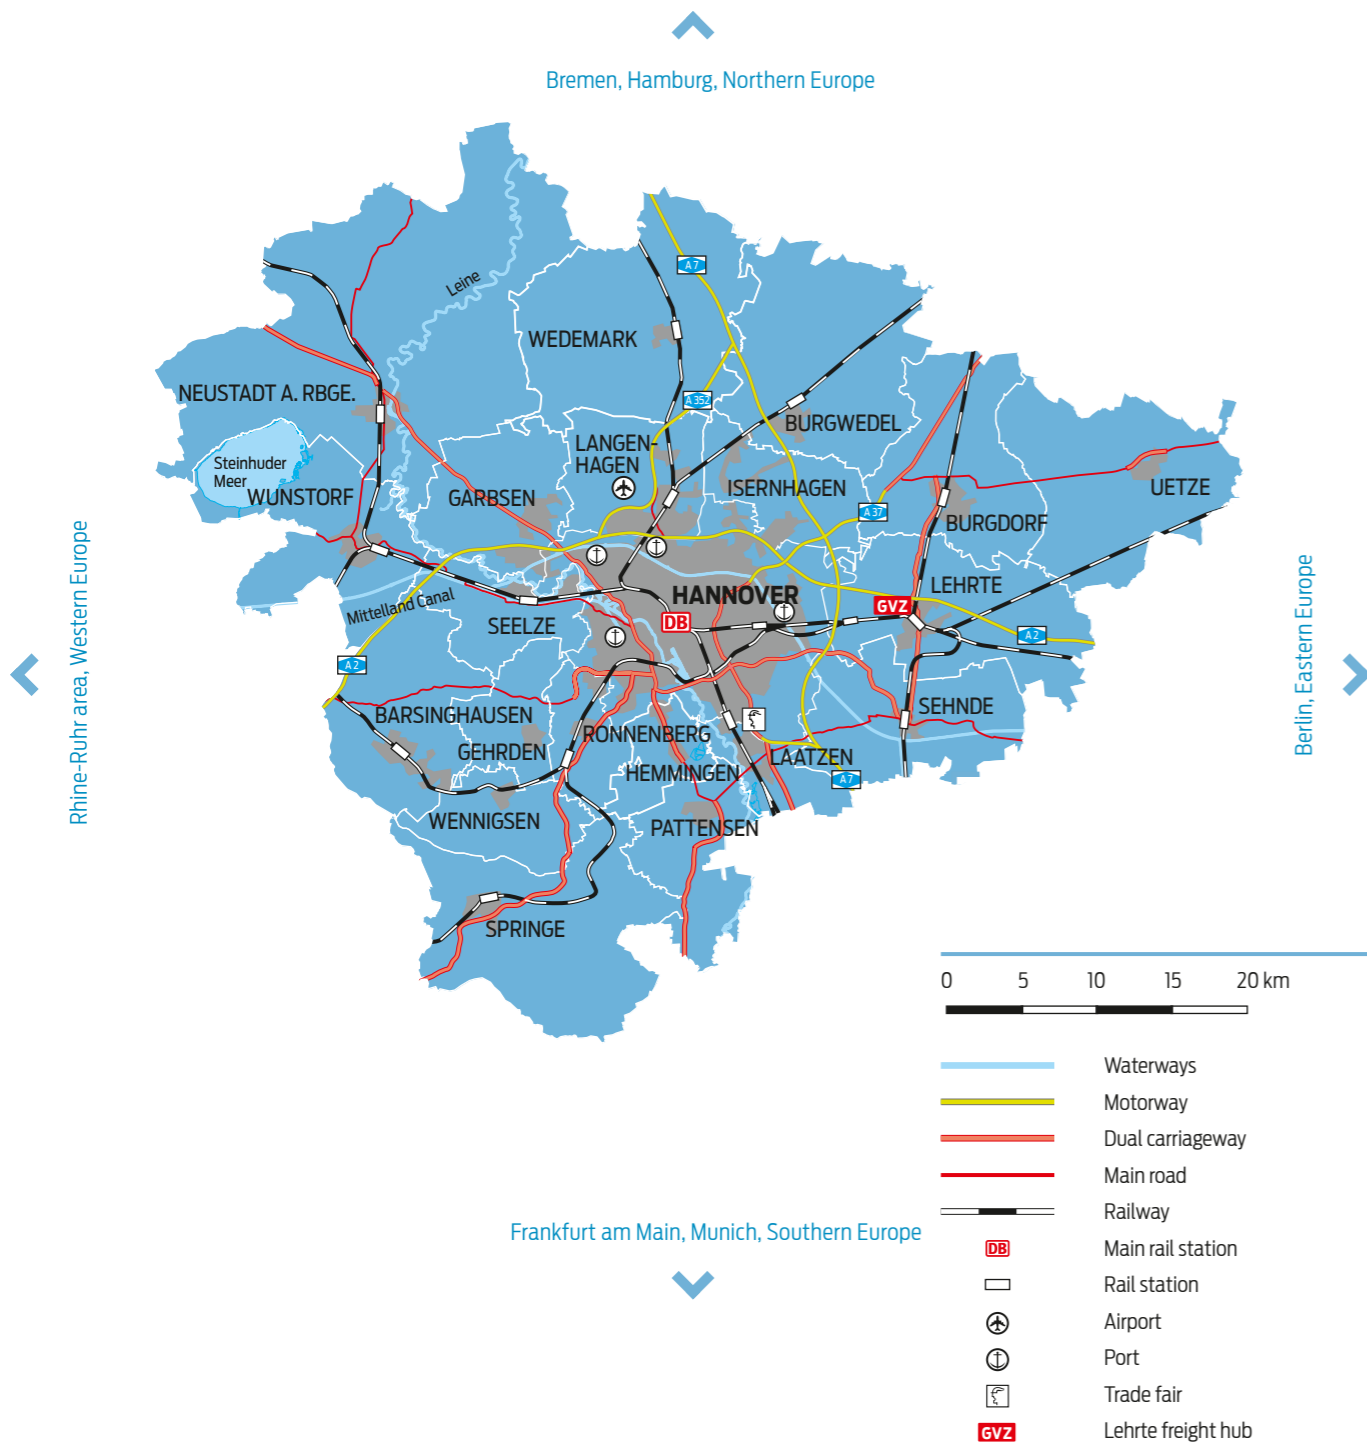 Bremen, Hamburg, Northern Europe
A 7
Leine
WEDEMARK
NEUSTADT A. RBGE.
A 352
BURGWEDEL
LANGEN-
HAGEN
Steinhuder
Meer
WUNSTORF
GARBSEN
ISERNHAGEN
UETZE
A 37
BURGDORF
Rhine-Ruhr area, Western Europe
Berlin, Eastern Europe
Mittelland Canal
HANNOVER
LEHRTE
GVZ
SEELZE
DB
A 2
A 2
BARSINGHAUSEN
SEHNDE
GEHRDEN
RONNENBERG
HEMMINGEN
LAATZEN
A 7
WENNIGSEN
PATTENSEN
SPRINGE
0 5 10 15 20 km
Waterways
Motorway
Dual carriageway
Main road
Railway
Frankfurt am Main, Munich, Southern Europe
DB Main rail station
Rail station
Airport
Port
Trade fair
GVZ Lehrte freight hub